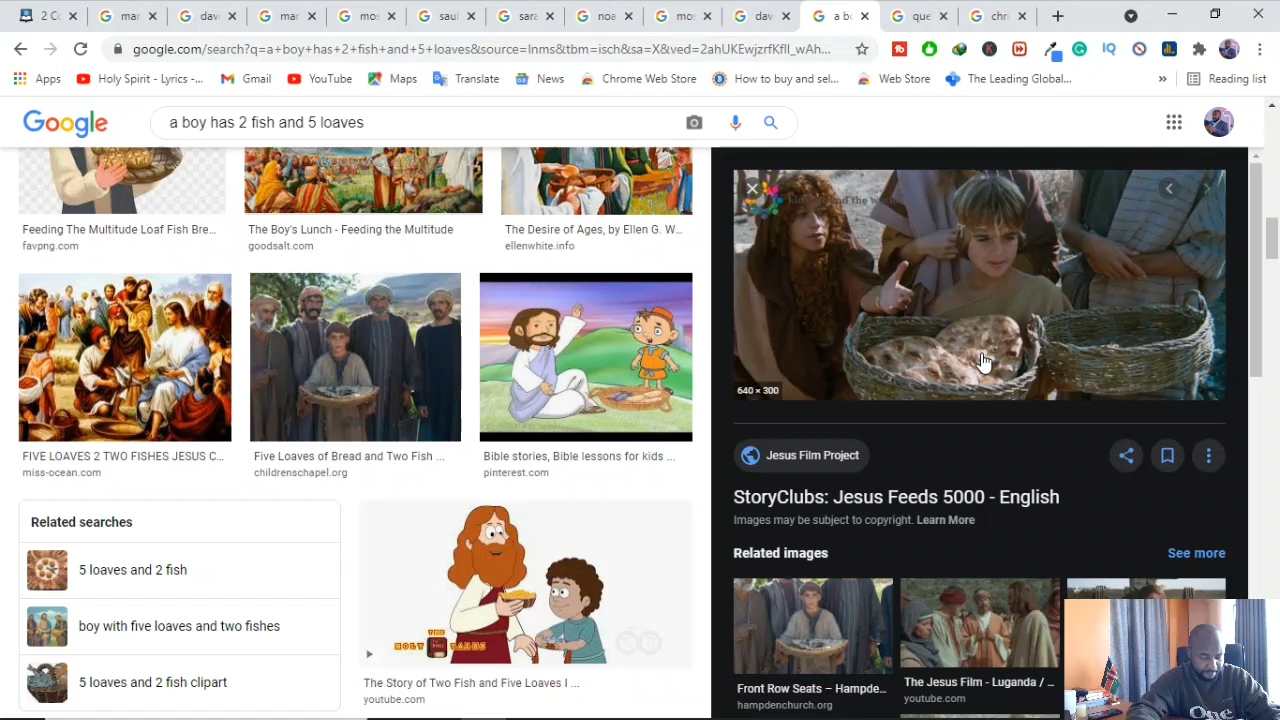 2 Co
mar
davi
mar
mos
saul
sara
noa
mos
dav
a bo
que
chri
google.com/search?q=a+boy+has+2+fish+and+5+loaves&source=lnms&tbm=isch&sa=X&ved=2ahUKEwjzrfKfiI_wAh...
Apps
Holy Spirit - Lyrics -...
Gmail
YouTube
Maps
Translate
News
Chrome Web Store
How to buy and sel...
Web Store
The Leading Global...
»
Reading list
Google
a boy has 2 fish and 5 loaves
Feeding The Multitude Loaf Fish Bre...
favpng.com
The Boy's Lunch - Feeding the Multitude
goodsalt.com
The Desire of Ages, by Ellen G. W...
ellenwhite.info
FIVE LOAVES 2 TWO FISHES JESUS C...
miss-ocean.com
Five Loaves of Bread and Two Fish ...
childrenschapel.org
Bible stories, Bible lessons for kids ...
pinterest.com
Related searches
5 loaves and 2 fish
boy with five loaves and two fishes
5 loaves and 2 fish clipart
THE
HOLY TALES
The Story of Two Fish and Five Loaves I ...
youtube.com
640 × 300
Jesus Film Project
StoryClubs: Jesus Feeds 5000 - English
Images may be subject to copyright. Learn More
Related images
See more
Front Row Seats – Hampde...
hampdenchurch.org
The Jesus Film - Luganda / ...
youtube.com